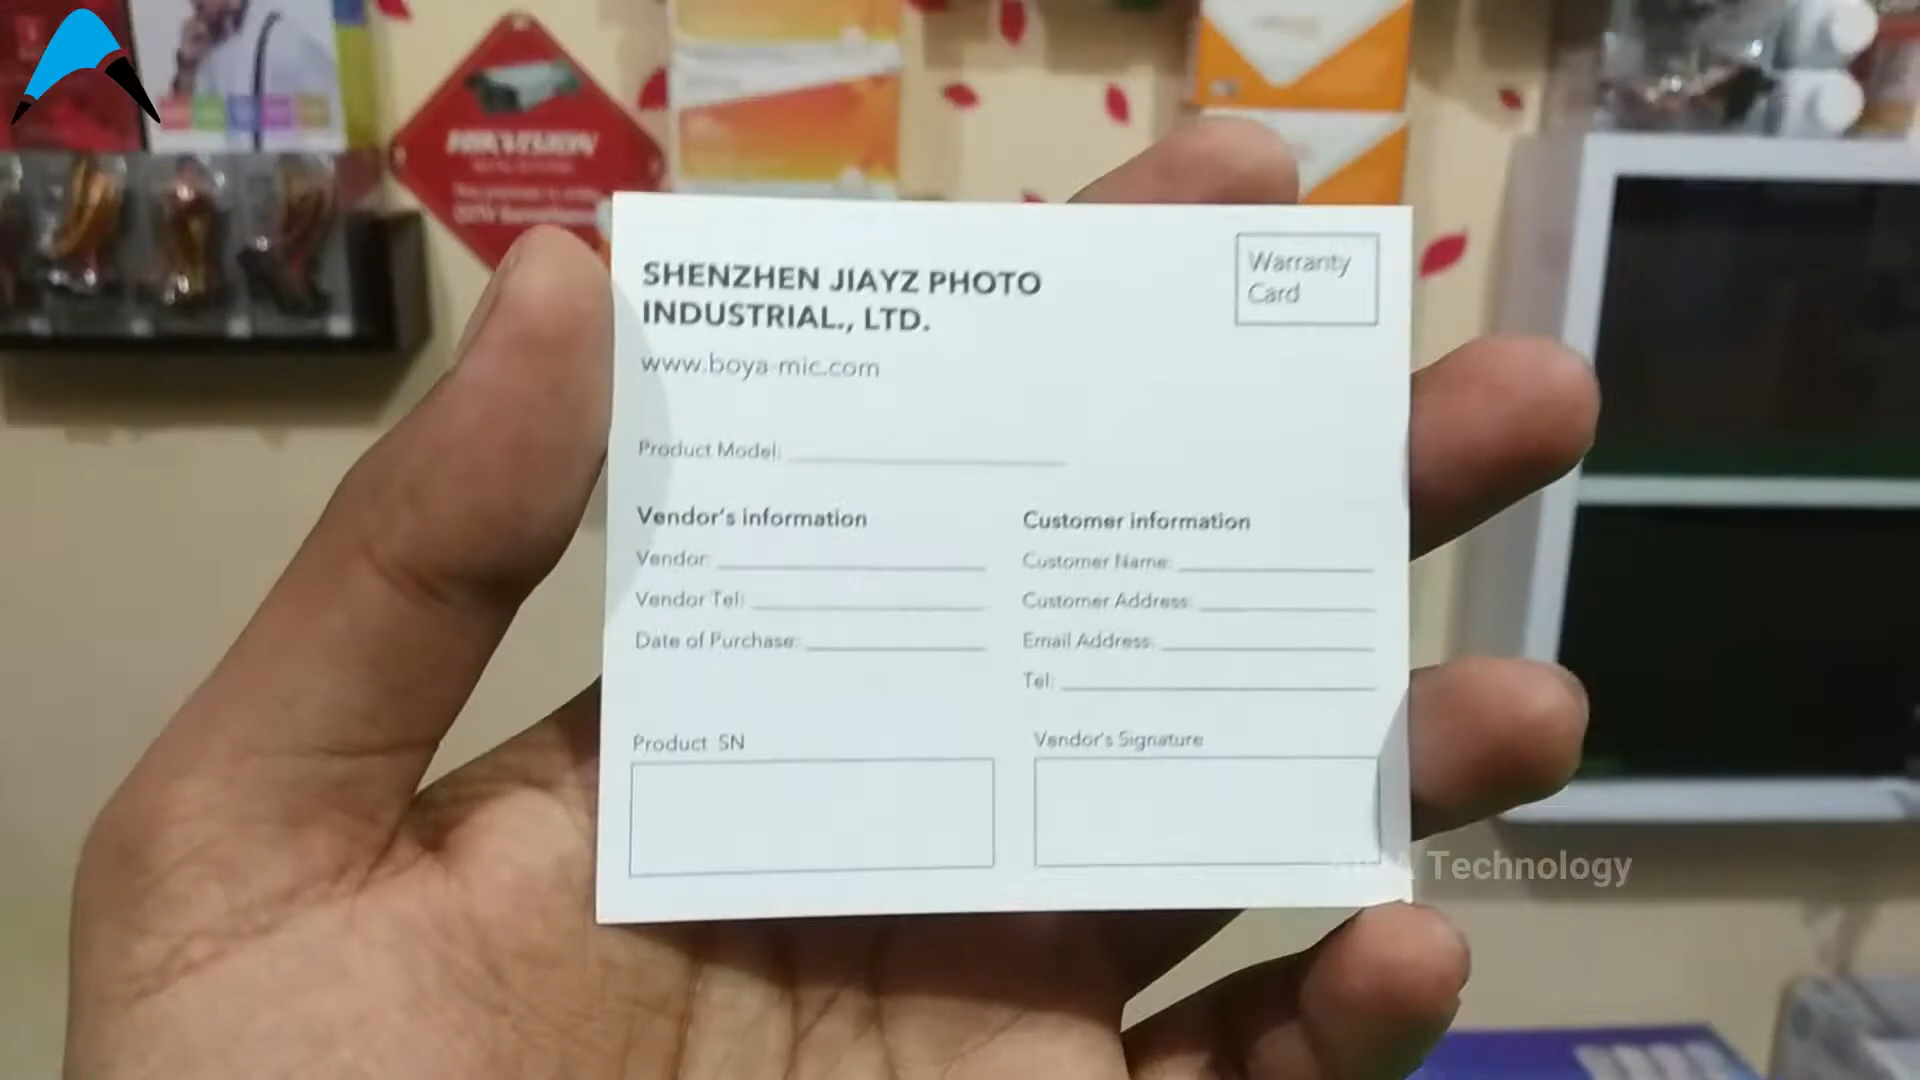 HIKVISION
SHENZHEN JIAYZ PHOTO
INDUSTRIAL., LTD.
www.boya-mic.com
Warranty
Card
Product Model:
Vendor's information
Vendor:
Vendor Tel:
Date of Purchase:
Customer information
Customer Name:
Customer Address:
Email Address:
Tel:
Product SN
Vendor's Signature
Technology